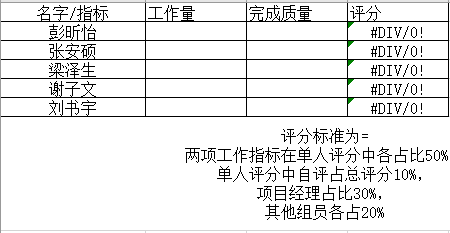 名字/指标 工作量 完成质量 评分
彭昕怡 #DIV/0!
张安硕 #DIV/0!
梁泽生 #DIV/0!
谢子文 #DIV/0!
刘书宇 #DIV/0!
评分标准为=
两项工作指标在单人评分中各占比50%
单人评分中自评占总评分10%，
项目经理占比30%，
其他组员各占20%